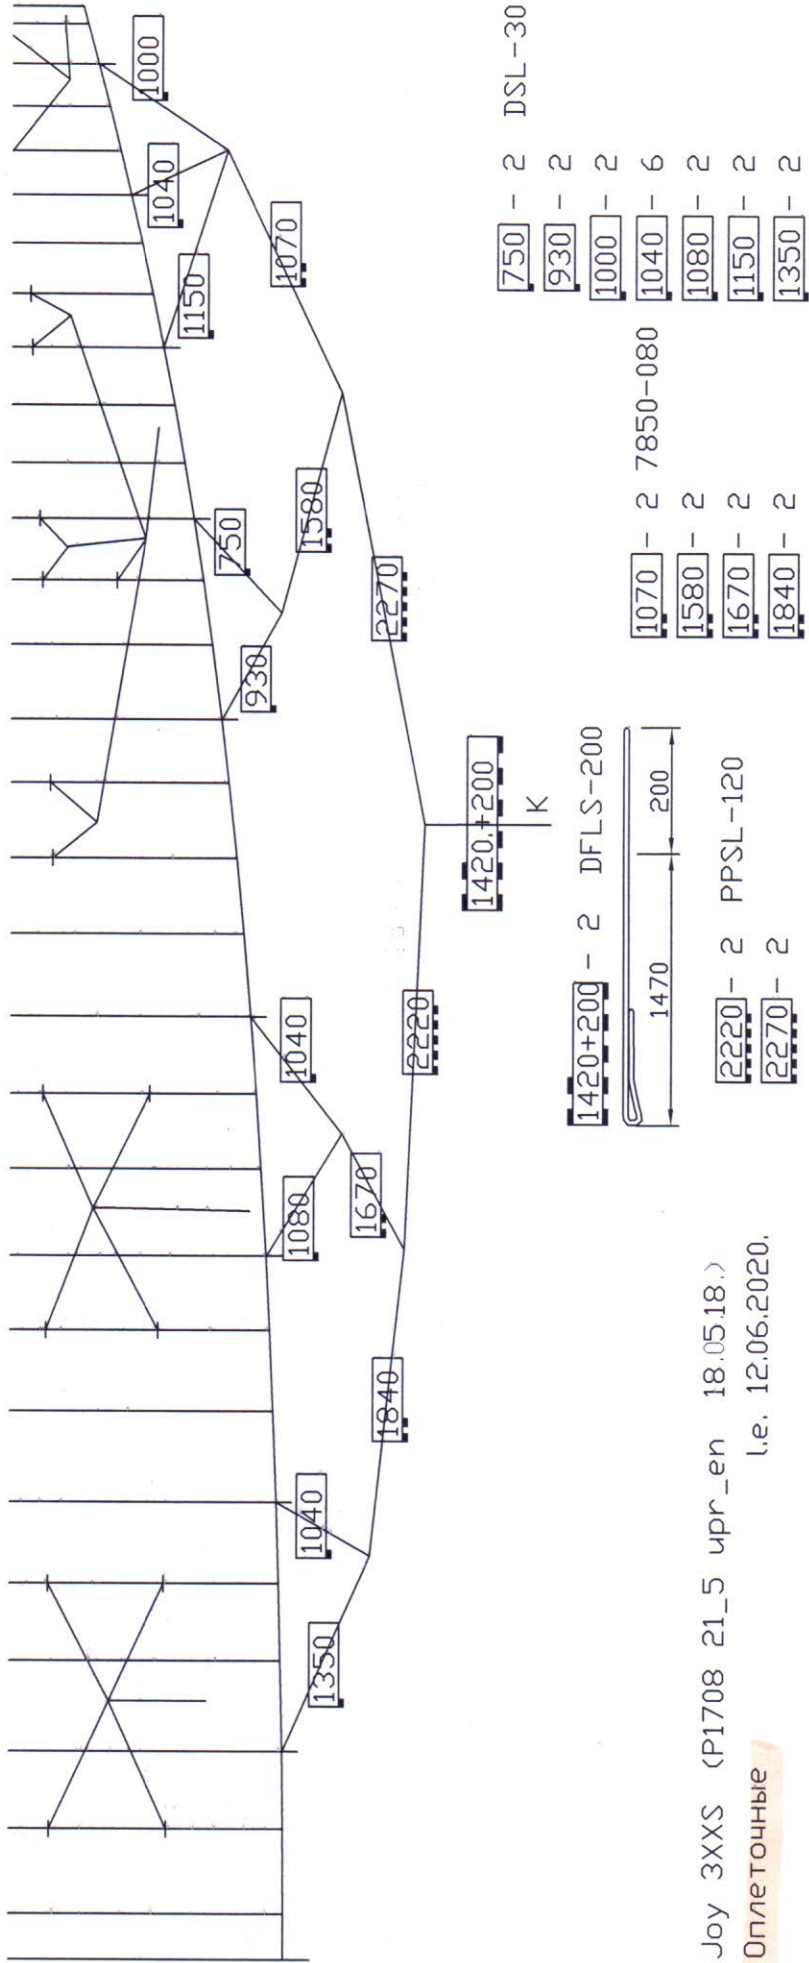 1350
1040
1080
1040
930
750
1150
1040
1000
1840
1670
2220
2270
1580
1070
1420.+200
K
1420+200 - 2 DFLS-200
1470
200
2220 - 2 PPSL-120
2270 - 2
1070 - 2 7850-080
1580 - 2
1670 - 2
1840 - 2
750 - 2 DSL-30
930 - 2
1000 - 2
1040 - 6
1080 - 2
1150 - 2
1350 - 2
Joy 3XXS (P1708 21_5 upr_en 18.05.18.)
l.e. 12.06.2020.
Оплеточные